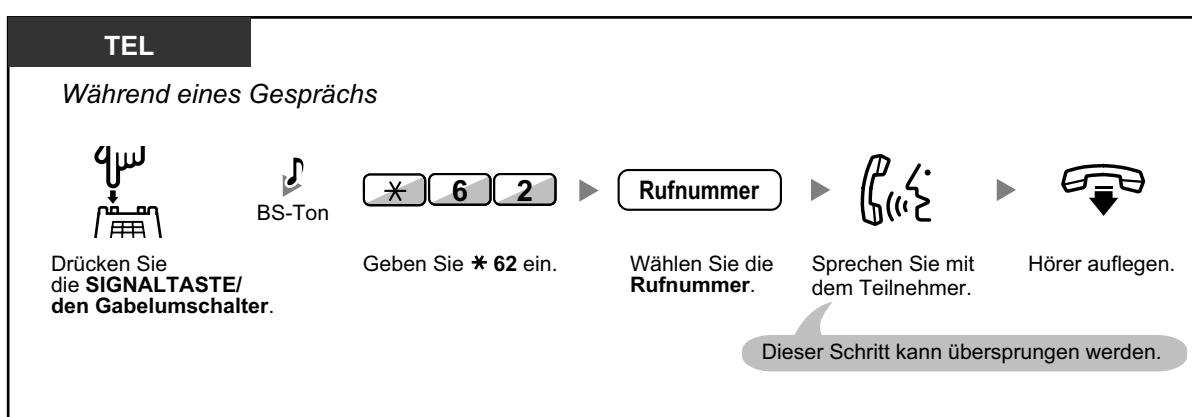 TEL
Während eines Gesprächs
BS-Ton
* 6 2
Rufnummer
Drücken Sie
die SIGNALTASTE/
den Gabelumschalter.
Geben Sie * 62 ein.
Wählen Sie die
Rufnummer.
Sprechen Sie mit
dem Teilnehmer.
Hörer auflegen.
Dieser Schritt kann übersprungen werden.